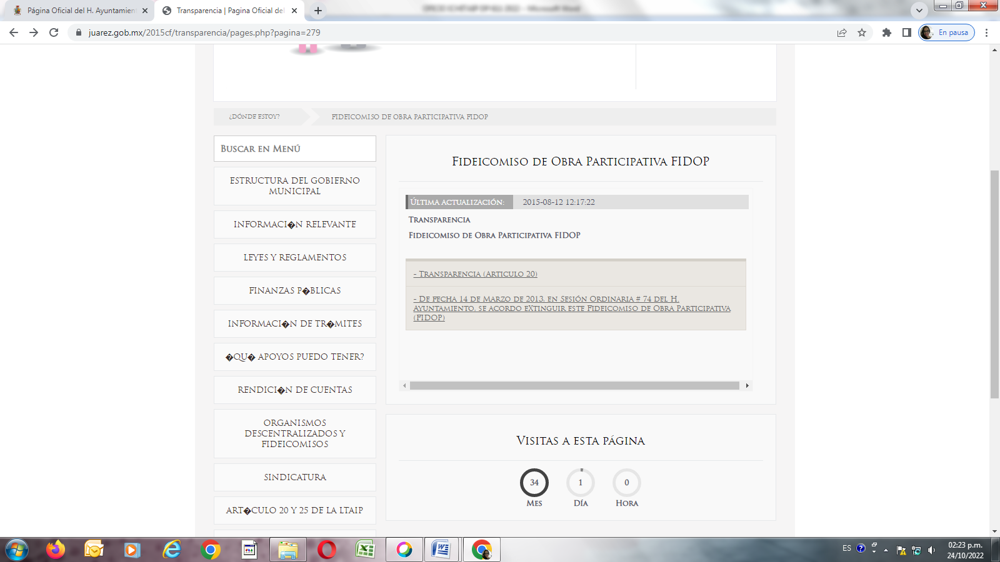 Página Oficial del H. Ayuntamien
Transparencia | Pagina Oficial del
juarez.gob.mx/2015cf/transparencia/pages.php?pagina=279
En pausa
¿DÓNDE ESTOY?
FIDEICOMISO DE OBRA PARTICIPATIVA FIDOP
BUSCAR EN MENÚ
ESTRUCTURA DEL GOBIERNO
MUNICIPAL
INFORMACI�N RELEVANTE
LEYES Y REGLAMENTOS
FINANZAS P�BLICAS
INFORMACI�N DE TR�MITES
�QU� APOYOS PUEDO TENER?
RENDICI�N DE CUENTAS
ORGANISMOS
DESCENTRALIZADOS Y
FIDEICOMISOS
SINDICATURA
ART�CULO 20 Y 25 DE LA LTAIP
FIDEICOMISO DE OBRA PARTICIPATIVA FIDOP
ÚLTIMA ACTUALIZACIÓN: 2015-08-12 12:17:22
TRANSPARENCIA
FIDEICOMISO DE OBRA PARTICIPATIVA FIDOP
- TRANSPARENCIA (ARTICULO 20)
- DE FECHA 14 DE MARZO DE 2013, EN SESIÓN ORDINARIA # 74 DEL H.
AYUNTAMIENTO, SE ACORDO EXTINGUIR ESTE FIDEICOMISO DE OBRA PARTICIPATIVA
(FIDOP)
VISITAS A ESTA PÁGINA
34 1 0
MES DÍA HORA
ES
02:23 p.m.
24/10/2022